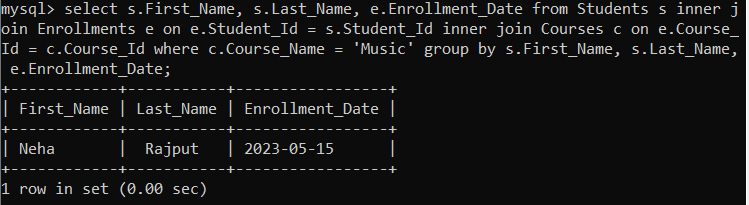 mysql> select s.First_Name, s.Last_Name, e.Enrollment_Date from Students s inner j
oin Enrollments e on e.Student_Id = s.Student_Id inner join Courses c on e.Course_
Id = c.Course_Id where c.Course_Name = 'Music' group by s.First_Name, s.Last_Name,
 e.Enrollment_Date;
+------------+-----------+-----------------+
| First_Name | Last_Name | Enrollment_Date |
+------------+-----------+-----------------+
| Neha       |  Rajput   | 2023-05-15      |
+------------+-----------+-----------------+
1 row in set (0.00 sec)